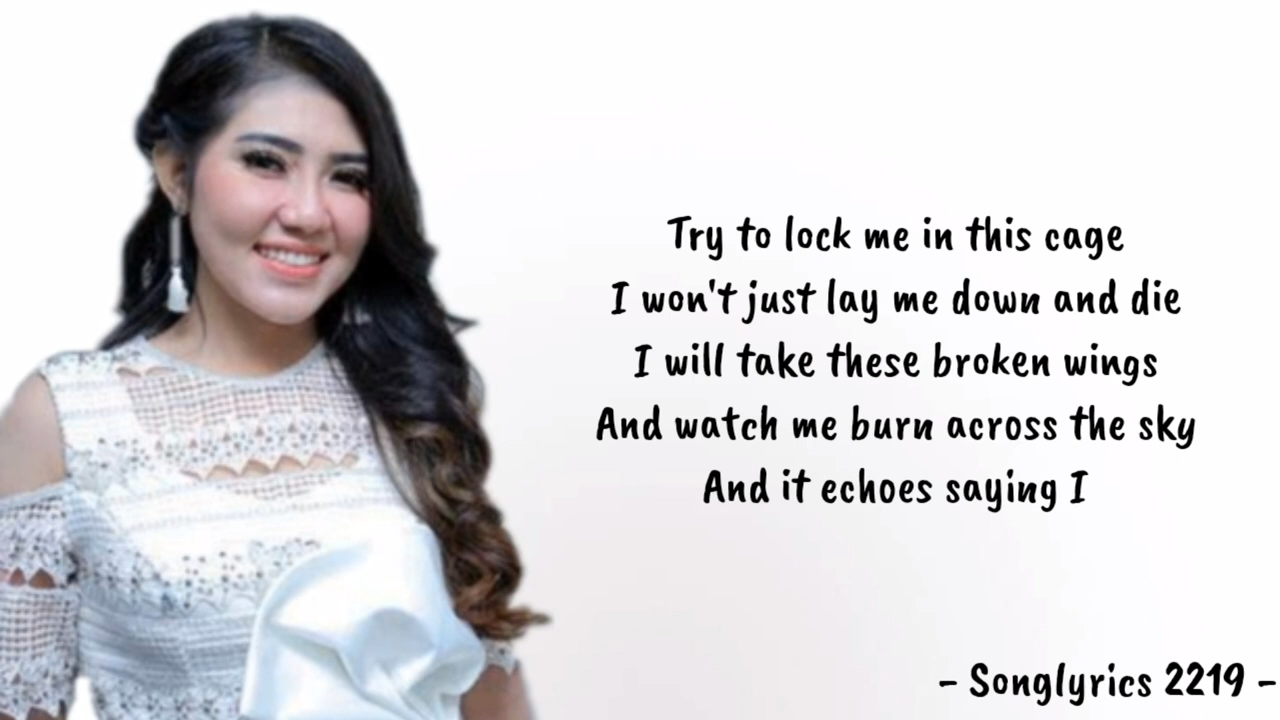 Try to lock me in this cage
I won't just lay me down and die
I will take these broken wings
And watch me burn across the sky
And it echoes saying I
- Songlyrics 2219 -